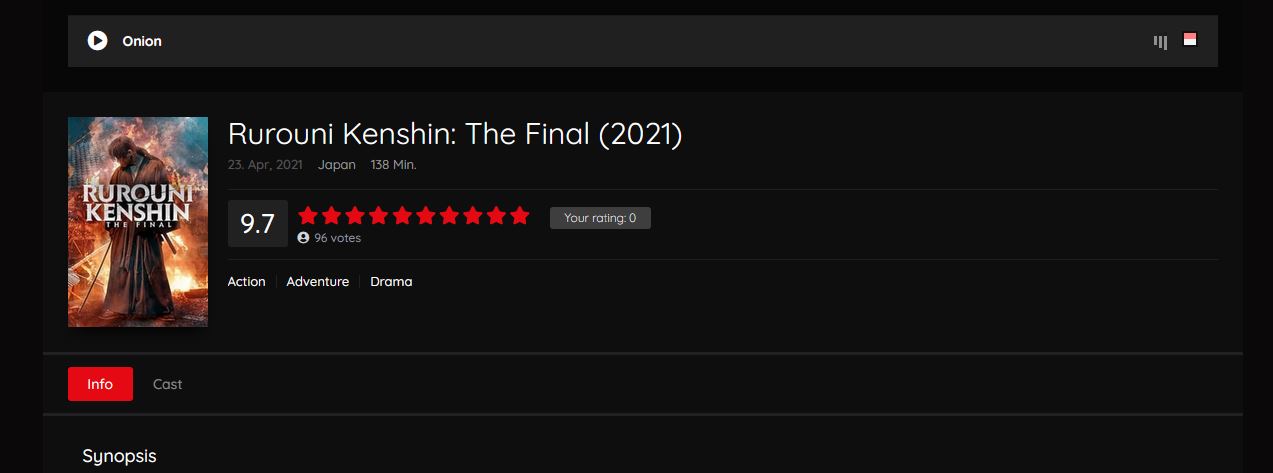 Onion
Rurouni Kenshin: The Final (2021)
23. Apr, 2021 Japan 138 Min.
RUROUNI
KENSHIN
THE FINAL
9.7
Your rating: 0
96 votes
Action Adventure Drama
Info Cast
Synopsis